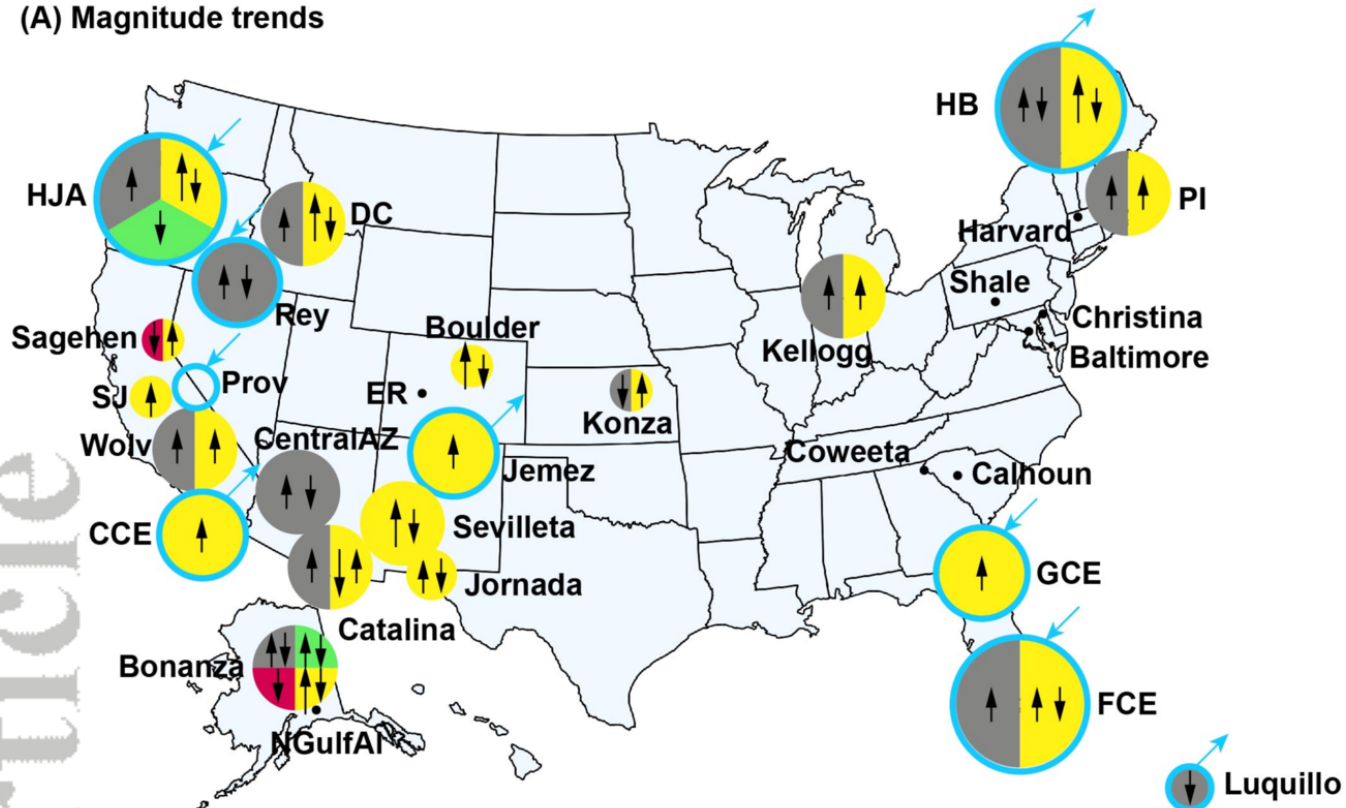 (A) Magnitude trends
HB
HJA
DC
PI
Harvard
Shale
Rey
Christina
Sagehen
Boulder
Baltimore
Kellogg
SJ
Prov
ER
Konza
Wolv
CentralAZ
Coweeta
Jemez
Calhoun
CCE
Sevilleta
GCE
Jornada
Catalina
Bonanza
FCE
NGulfAl
Luquillo
ticle